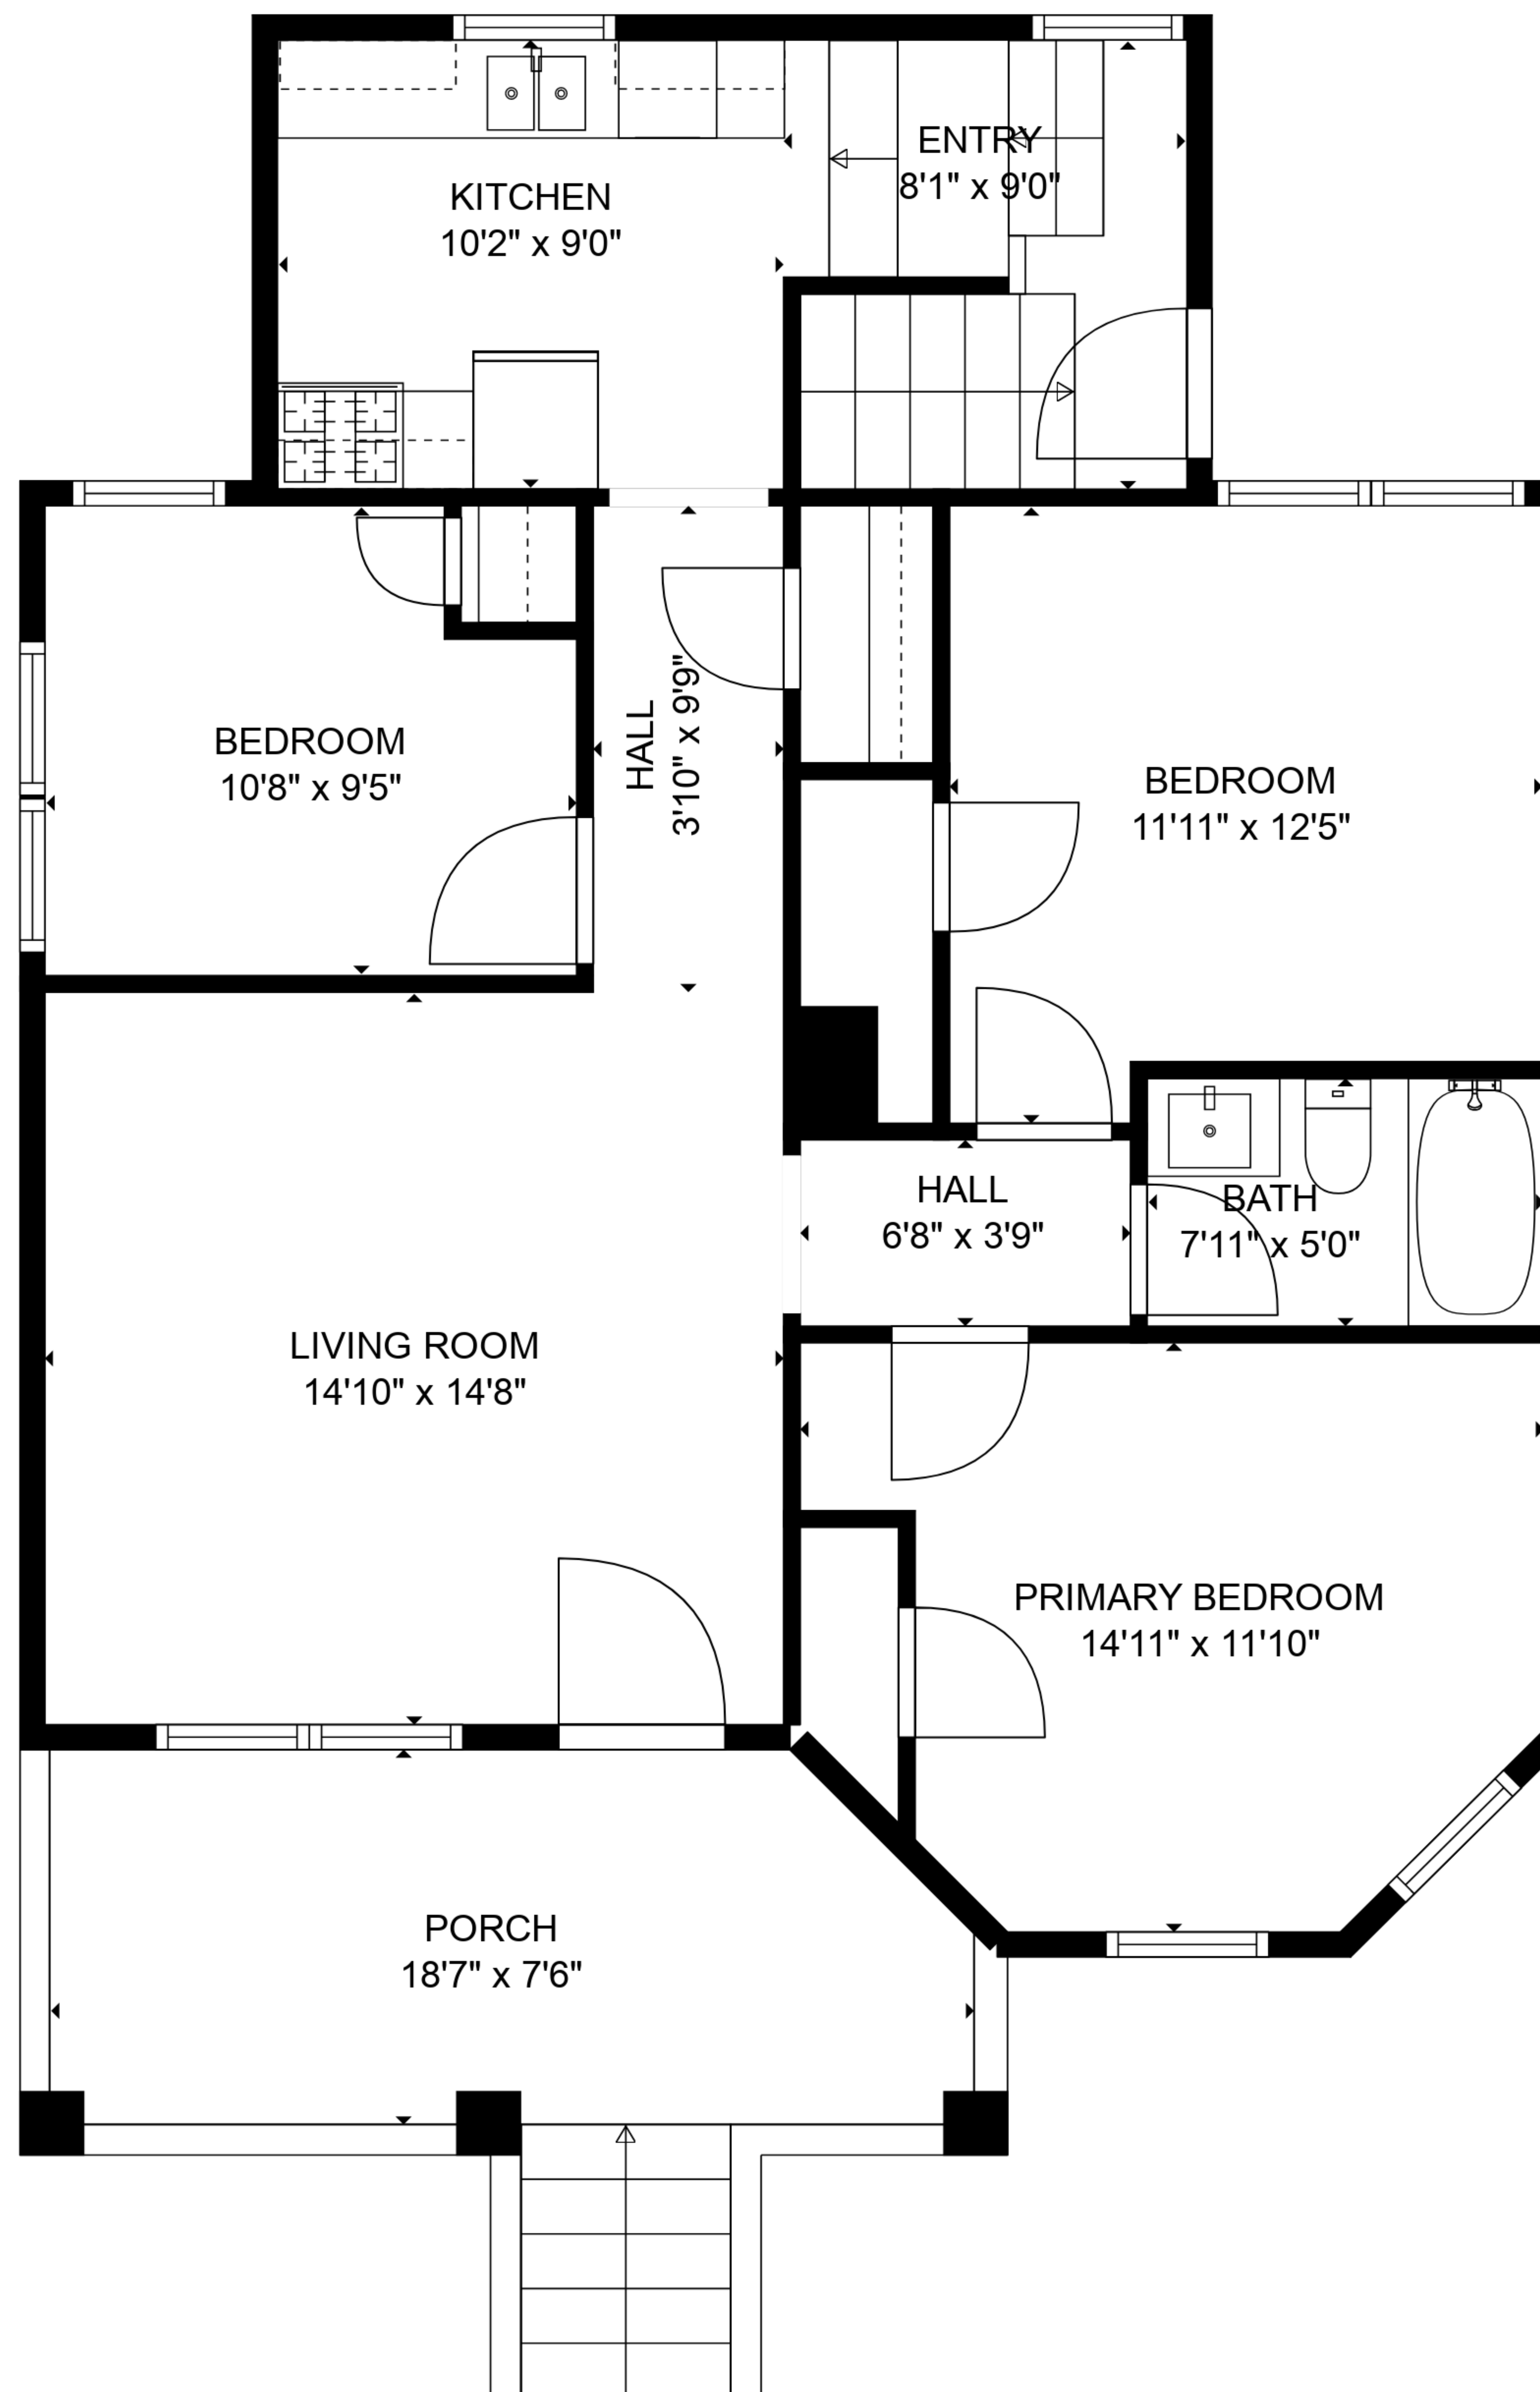 ENTRY
8'1" x 9'0"
KITCHEN
10'2" x 9'0"
BEDROOM
10'8" x 9'5"
HALL
3'10" x 9'9"
BEDROOM
11'11" x 12'5"
HALL
6'8" x 3'9"
BATH
7'11" x 5'0"
LIVING ROOM
14'10" x 14'8"
PRIMARY BEDROOM
14'11" x 11'10"
PORCH
18'7" x 7'6"